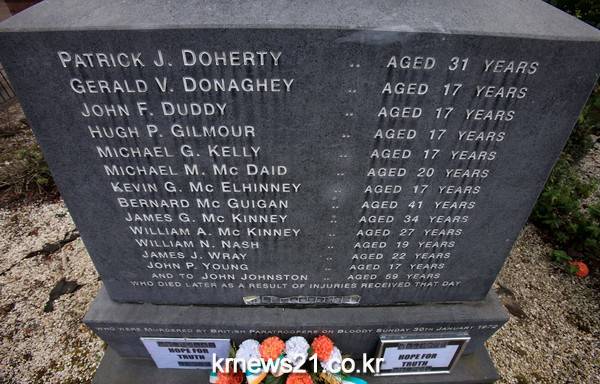 PATRICK J. DOHERTY .. AGED 31 YEARS
GERALD V. DONAGHEY .. AGED 17 YEARS
JOHN F. DUDDY .. AGED 17 YEARS
HUGH P. GILMOUR .. AGED 17 YEARS
MICHAEL G. KELLY .. AGED 17 YEARS
MICHAEL M. MC DAID .. AGED 20 YEARS
KEVIN G. MC ELHINNEY .. AGED 17 YEARS
BERNARD MC GUIGAN .. AGED 41 YEARS
JAMES G. MC KINNEY .. AGED 34 YEARS
WILLIAM A. MC KINNEY .. AGED 27 YEARS
WILLIAM N. NASH .. AGED 19 YEARS
JAMES J. WRAY .. AGED 22 YEARS
JOHN P. YOUNG .. AGED 17 YEARS
AND TO JOHN JOHNSTON .. AGED 59 YEARS
WHO DIED LATER AS A RESULT OF INJURIES RECEIVED THAT DAY
WHO WERE MURDERED BY BRITISH PARATROOPERS ON BLOODY SUNDAY 30TH JANUARY 1972
HOPE FOR TRUTH
HOPE FOR TRUTH
krnews21.co.kr